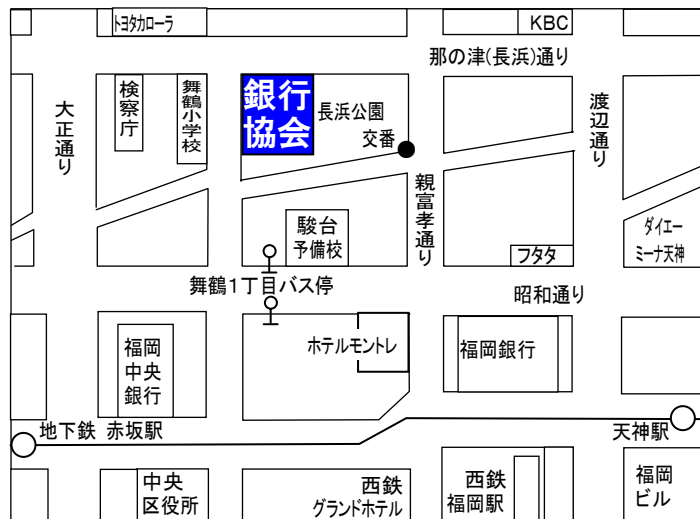 トヨタカローラ
KBC
那の津(長浜)通り
大正通り
検察庁
舞鶴小学校
銀行
協会
長浜公園
交番
渡辺通り
親富孝通り
駿台
予備校
フタタ
ダイエー
ミーナ天神
舞鶴1丁目バス停
昭和通り
福岡
中央
銀行
ホテルモントレ
福岡銀行
地下鉄 赤坂駅
天神駅
中央
区役所
西鉄
グランドホテル
西鉄
福岡駅
福岡
ビル